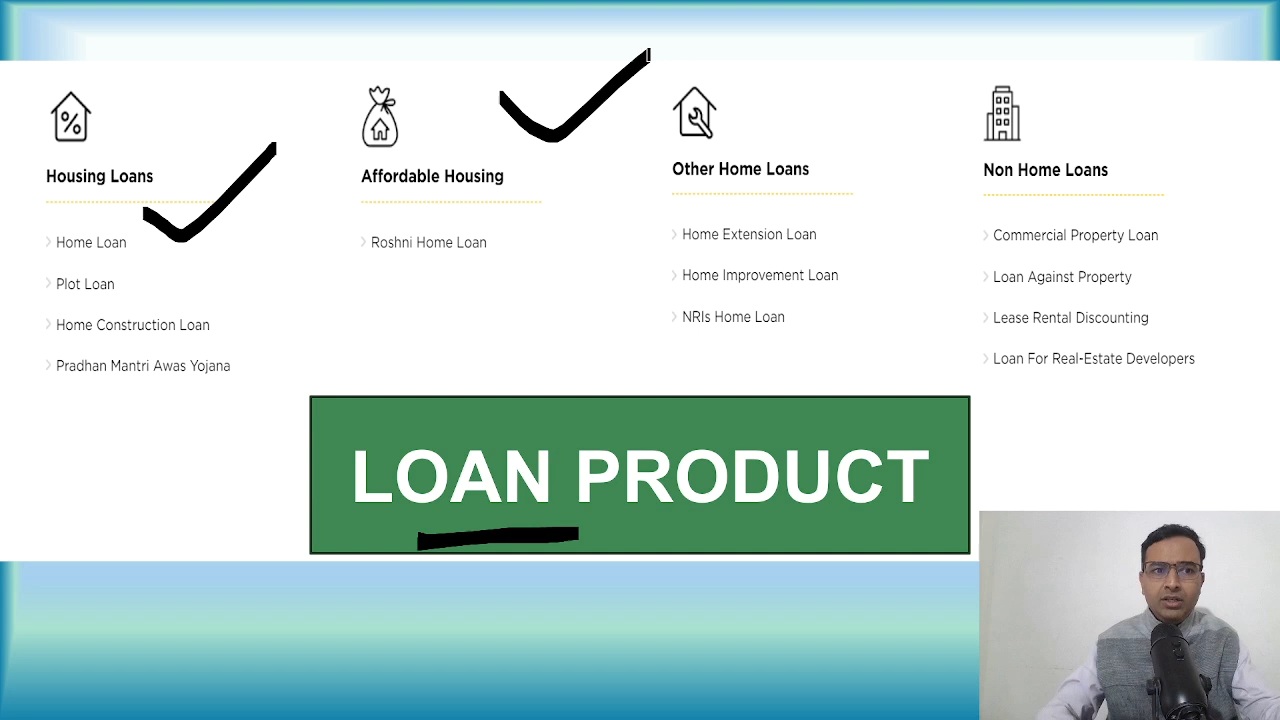 Housing Loans
Home Loan
Plot Loan
Home Construction Loan
Pradhan Mantri Awas Yojana
Affordable Housing
Roshni Home Loan
Other Home Loans
Home Extension Loan
Home Improvement Loan
NRIs Home Loan
Non Home Loans
Commercial Property Loan
Loan Against Property
Lease Rental Discounting
Loan For Real-Estate Developers
LOAN PRODUCT